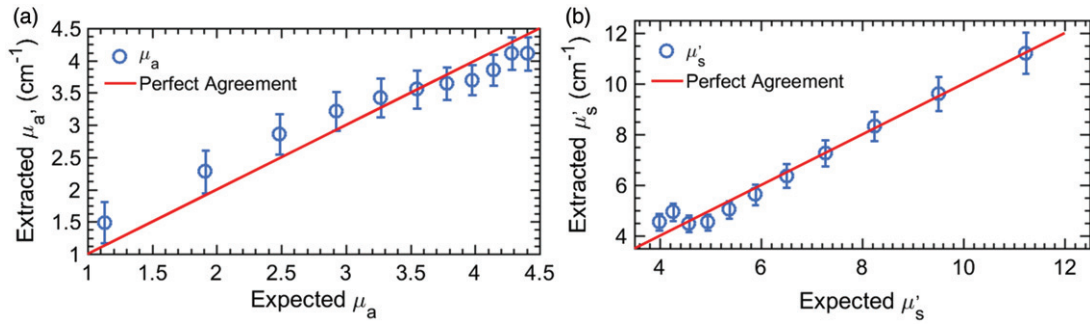 (a)
4.5
4
3.5
3
2.5
2
1.5
1
Extracted μa, (cm⁻¹)
μa
Perfect Agreement
1 1.5 2 2.5 3 3.5 4 4.5
Expected μa
(b)
12
10
8
6
4
Extracted μ's (cm⁻¹)
μ's
Perfect Agreement
4 6 8 10 12
Expected μ's